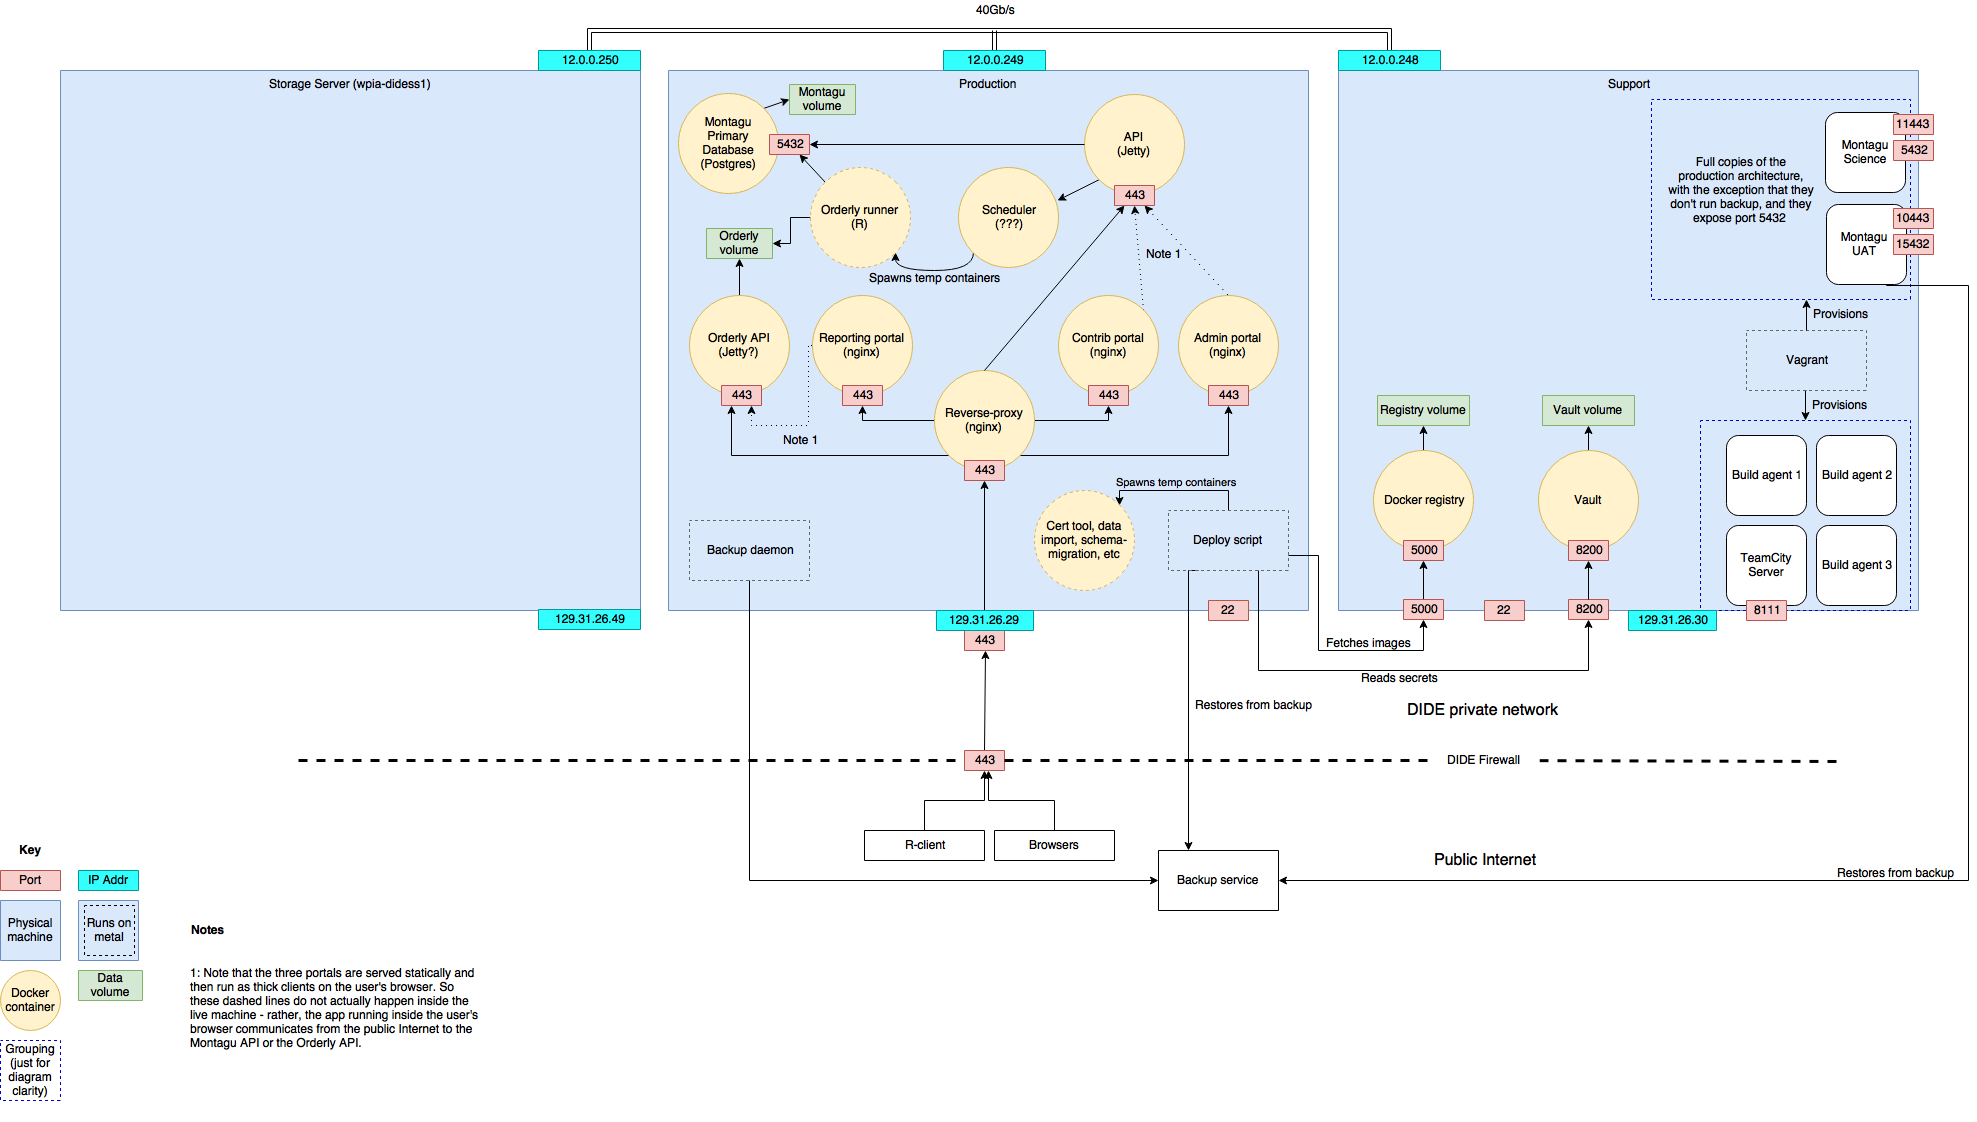 40Gb/s
12.0.0.250
12.0.0.249
12.0.0.248
Storage Server (wpia-didess1)
Production
Support
Montagu
volume
Montagu
Primary
Database
(Postgres)
5432
API
(Jetty)
443
Orderly runner
(R)
Scheduler
(???)
Orderly
volume
Spawns temp containers
Note 1
Orderly API
(Jetty?)
443
Reporting portal
(nginx)
443
Contrib portal
(nginx)
443
Admin portal
(nginx)
443
Note 1
Reverse-proxy
(nginx)
443
Spawns temp containers
Cert tool, data
import, schema-
migration, etc
Deploy script
Backup daemon
Full copies of the
production architecture,
with the exception that they
don't run backup, and they
expose port 5432
Montagu
Science
11443
5432
Montagu
UAT
10443
15432
Provisions
Vagrant
Provisions
Registry volume
Vault volume
Docker registry
5000
Vault
8200
Build agent 1
Build agent 2
TeamCity
Server
Build agent 3
129.31.26.49
129.31.26.29
443
22
5000
22
8200
129.31.26.30
8111
Fetches images
Reads secrets
Restores from backup
DIDE private network
443
DIDE Firewall
R-client
Browsers
Backup service
Public Internet
Restores from backup
Key
Port
IP Addr
Physical
machine
Runs on
metal
Docker
container
Data
volume
Grouping
(just for
diagram
clarity)
Notes
1: Note that the three portals are served statically and
then run as thick clients on the user's browser. So
these dashed lines do not actually happen inside the
live machine - rather, the app running inside the user's
browser communicates from the public Internet to the
Montagu API or the Orderly API.